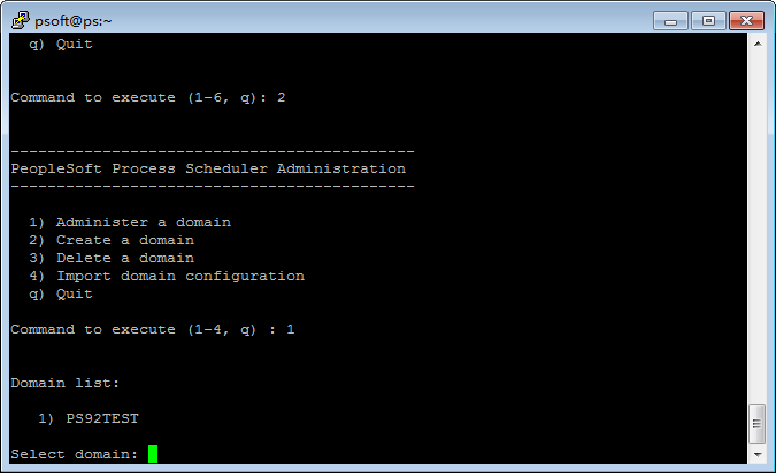 psoft@ps:~
q) Quit
Command to execute (1-6, q): 2
--------------------------------------------
PeopleSoft Process Scheduler Administration
--------------------------------------------
1) Administer a domain
2) Create a domain
3) Delete a domain
4) Import domain configuration
q) Quit
Command to execute (1-4, q) : 1
Domain list:
1) PS92TEST
Select domain: